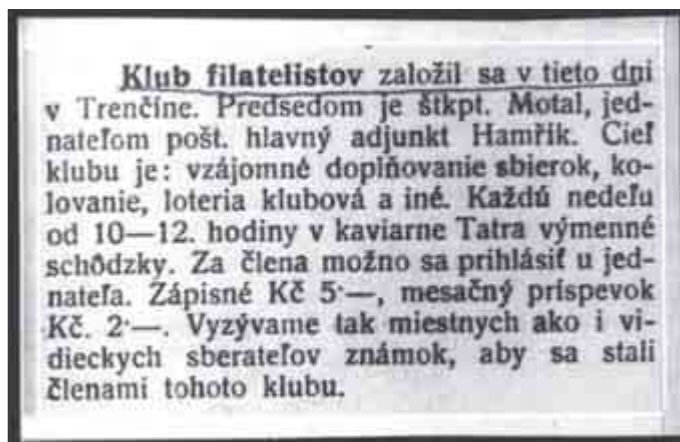 Klub filatelistov založil sa v tieto dni
v Trenčíne. Predsedom je štkpt. Motal, jed-
nateľom pošt. hlavný adjunkt Hamřík. Cieľ
klubu je: vzájomné doplňovanie sbierok, ko-
lovanie, loteria klubová a iné. Každú nedeľu
od 10—12. hodiny v kaviarne Tatra výmenné
schôdzky. Za člena možno sa prihlásiť u jed-
nateľa. Zápisné Kč 5·—, mesačný príspevok
Kč. 2·—. Vyzývame tak miestnych ako i vi-
dieckych sberateľov známok, aby sa stali
členami tohoto klubu.